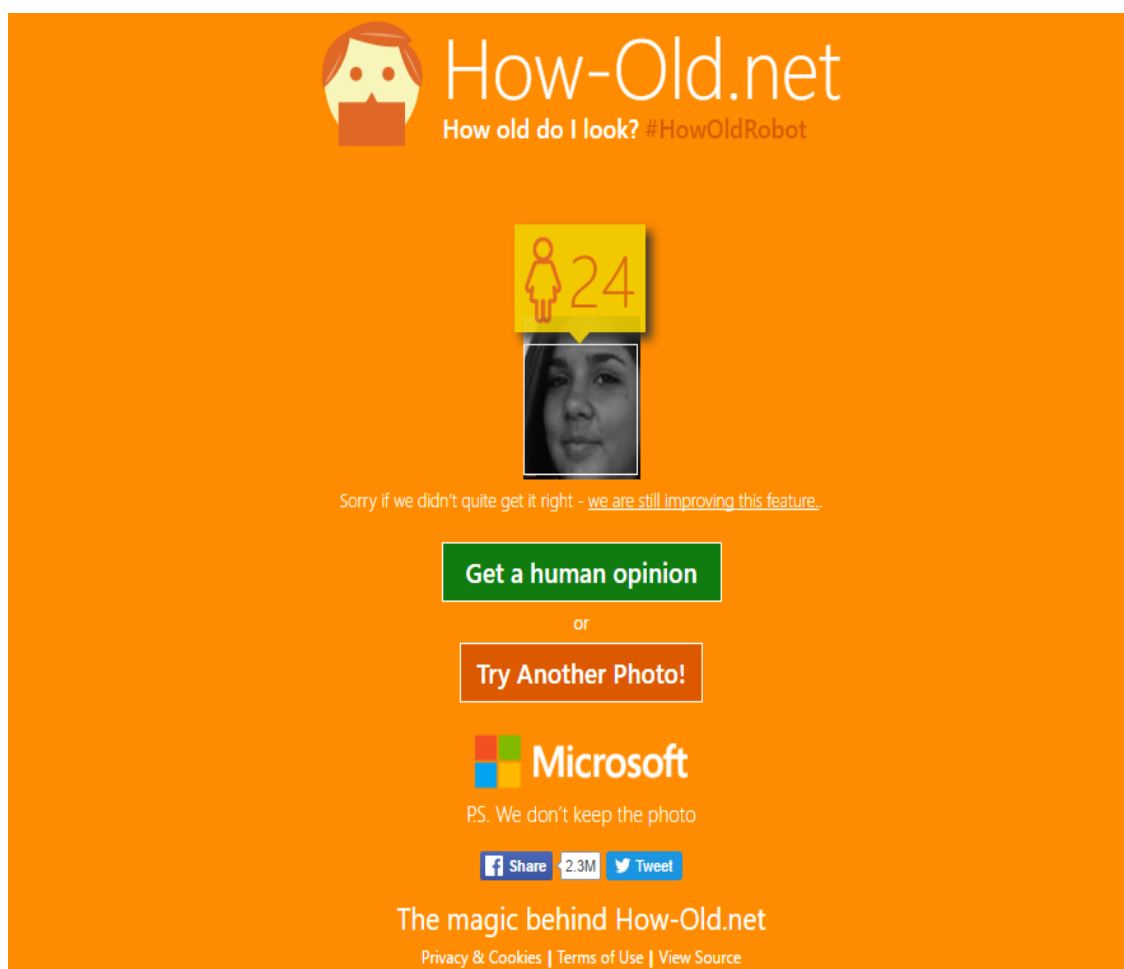 How-Old.net
How old do I look? #HowOldRobot
24
Sorry if we didn't quite get it right - we are still improving this feature..
Get a human opinion
or
Try Another Photo!
Microsoft
P.S. We don't keep the photo
Share 2.3M Tweet
The magic behind How-Old.net
Privacy & Cookies | Terms of Use | View Source